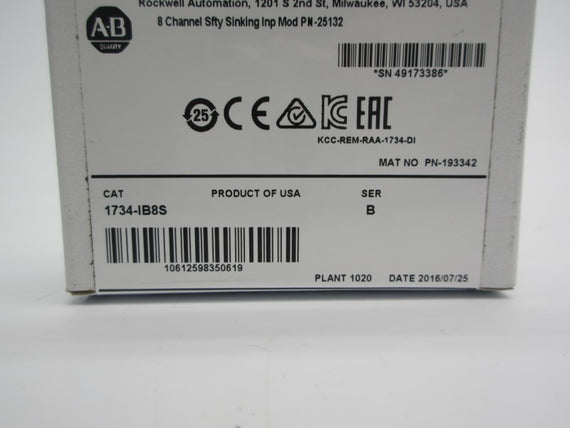 Rockwell Automation, 1201 S 2nd St, Milwaukee, WI 53204, USA
8 Channel Sfty Sinking Inp Mod PN-25132
AB
QUALITY
*SN 49173386*
25 CE KC EAC
KCC-REM-RAA-1734-DI
MAT NO PN-193342
CAT PRODUCT OF USA SER
1734-IB8S B
10612598350619
PLANT 1020 DATE 2016/07/25